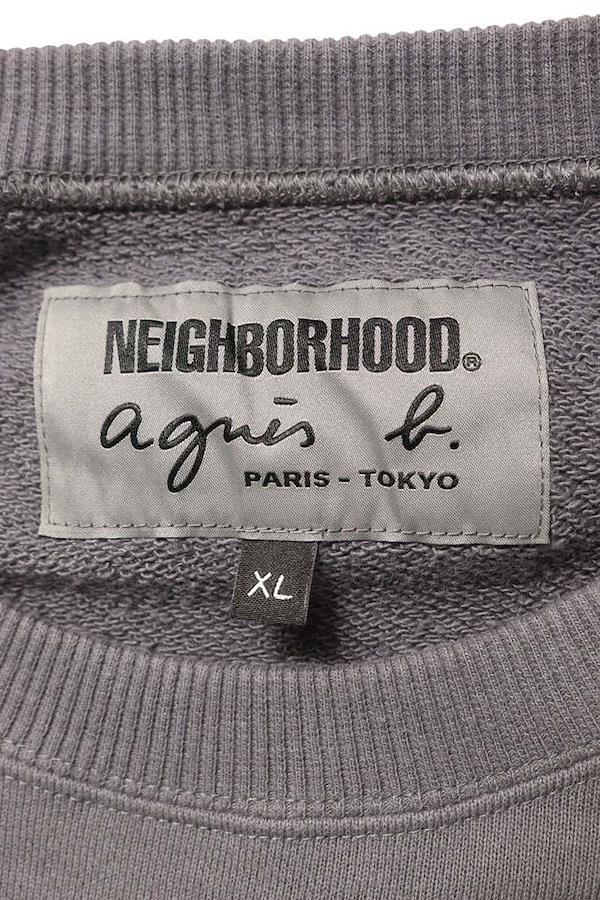 NEIGHBORHOOD®
agnès b.
PARIS - TOKYO
XL